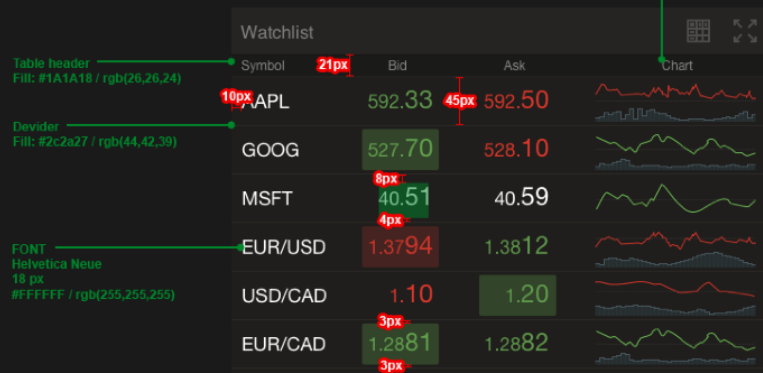 Watchlist
Table header
Fill: #1A1A18 / rgb(26,26,24)
Symbol
21px
Bid
Ask
Chart
10px
AAPL
592.33
45px
592.50
Devider
Fill: #2c2a27 / rgb(44,42,39)
GOOG
527.70
528.10
8px
MSFT
40.51
40.59
4px
FONT
Helvetica Neue
18 px
#FFFFFF / rgb(255,255,255)
EUR/USD
1.3794
1.3812
USD/CAD
1.10
1.20
3px
EUR/CAD
1.2881
1.2882
3px